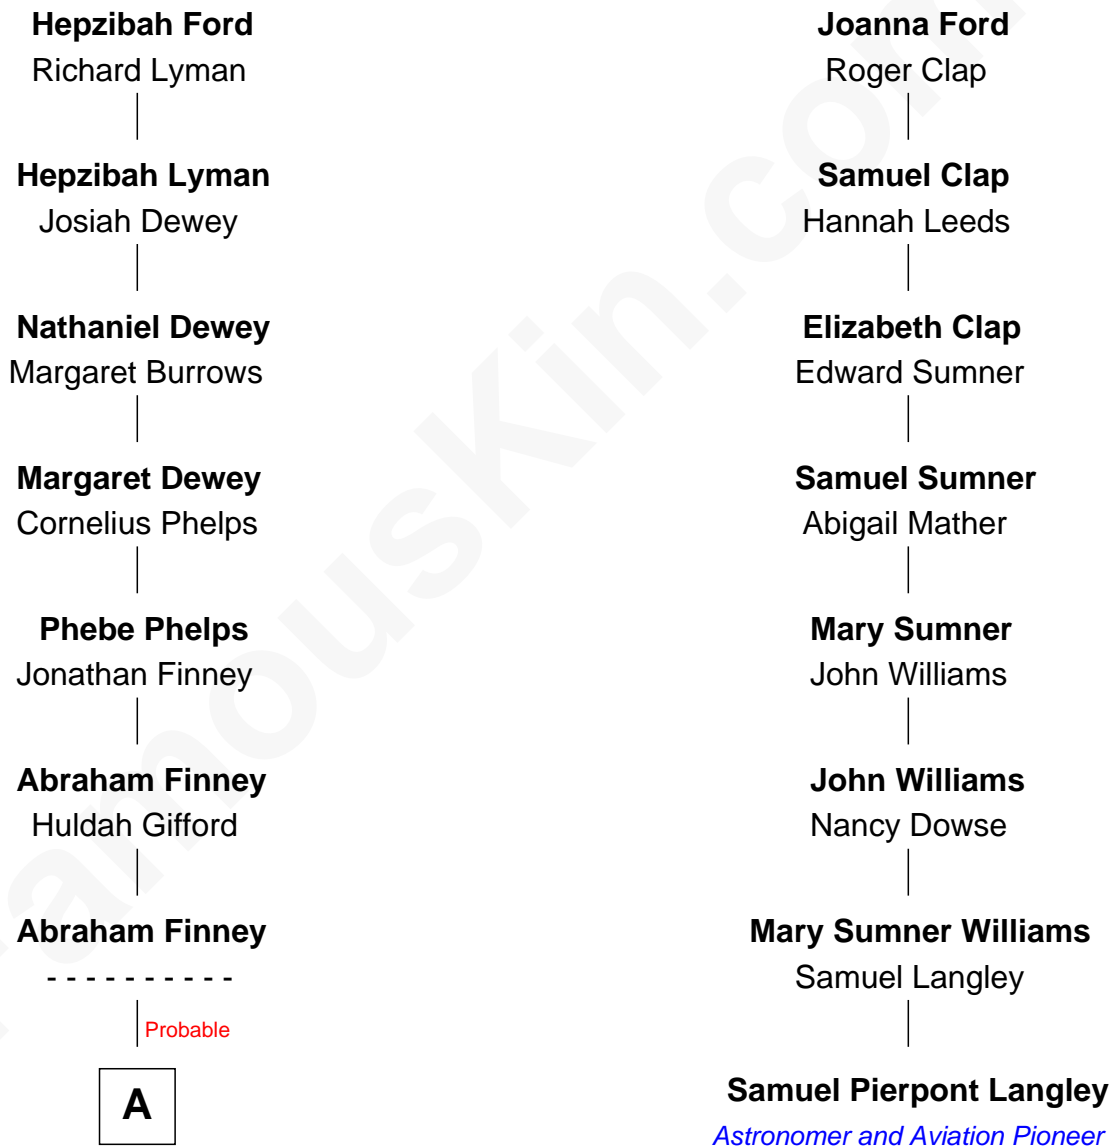 Hepzibah Ford
Richard Lyman
Hepzibah Lyman
Josiah Dewey
Nathaniel Dewey
Margaret Burrows
Margaret Dewey
Cornelius Phelps
Phebe Phelps
Jonathan Finney
Abraham Finney
Huldah Gifford
Abraham Finney
- - - - - - - - - -
Probable
A
Joanna Ford
Roger Clap
Samuel Clap
Hannah Leeds
Elizabeth Clap
Edward Sumner
Samuel Sumner
Abigail Mather
Mary Sumner
John Williams
John Williams
Nancy Dowse
Mary Sumner Williams
Samuel Langley
Samuel Pierpont Langley
Astronomer and Aviation Pioneer
FamousKin.com